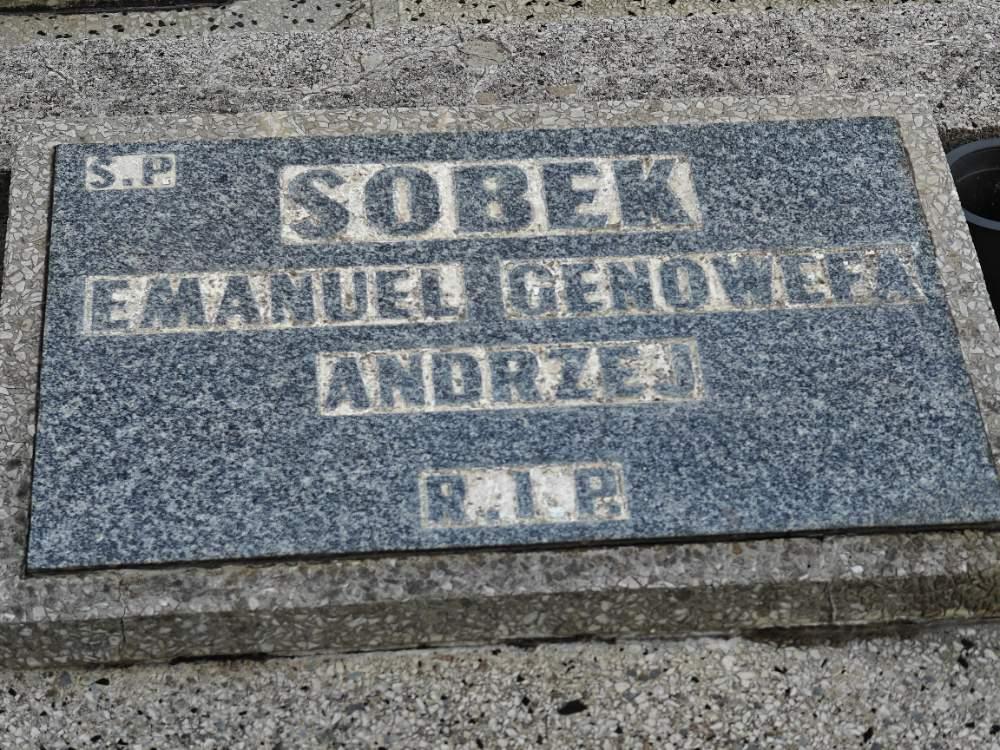 S.P
SOBEK
EMANUEL GENOWEFA
ANDRZEJ
R.I.P.